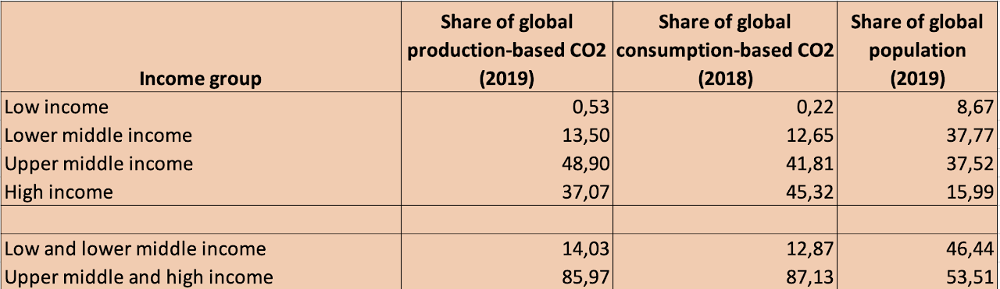 Income group Share of global production-based CO2 (2019) Share of global consumption-based CO2 (2018) Share of global population (2019)
Low income 0,53 0,22 8,67
Lower middle income 13,50 12,65 37,77
Upper middle income 48,90 41,81 37,52
High income 37,07 45,32 15,99
Low and lower middle income 14,03 12,87 46,44
Upper middle and high income 85,97 87,13 53,51